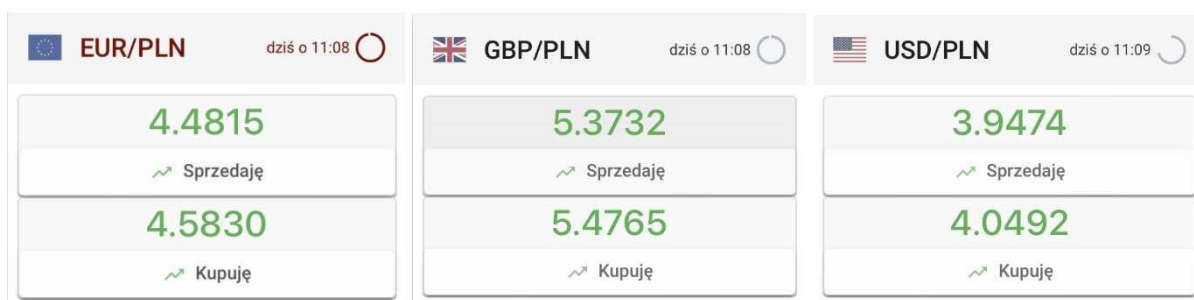 EUR/PLN dziś o 11:08
4.4815
Sprzedaję
4.5830
Kupuję
GBP/PLN dziś o 11:08
5.3732
Sprzedaję
5.4765
Kupuję
USD/PLN dziś o 11:09
3.9474
Sprzedaję
4.0492
Kupuję